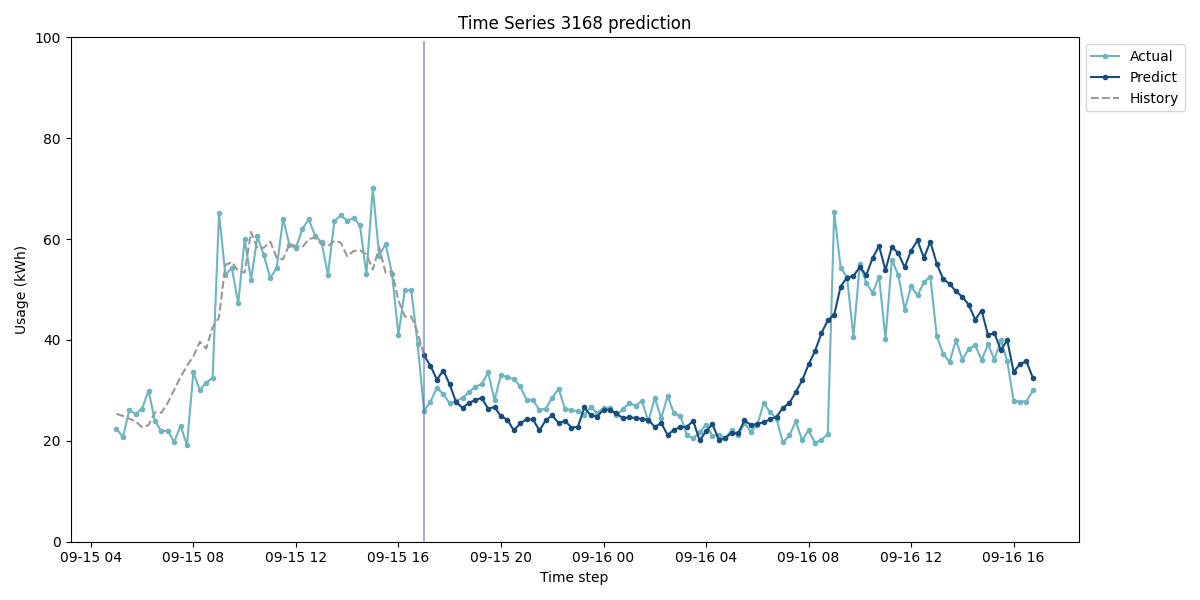 Time Series 3168 prediction
Usage (kWh)
100
80
60
40
20
0
09-15 04
09-15 08
09-15 12
09-15 16
09-15 20
09-16 00
09-16 04
09-16 08
09-16 12
09-16 16
Time step
Actual
Predict
History